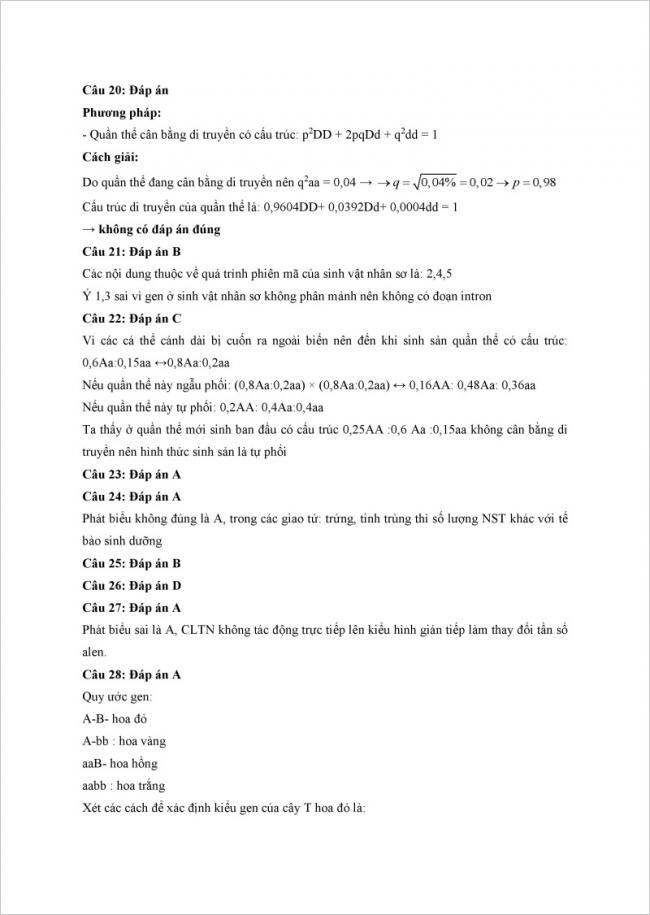 Câu 20: Đáp án
Phương pháp:
- Quần thể cân bằng di truyền có cấu trúc: p²DD + 2pqDd + q²dd = 1
Cách giải:
Do quần thể đang cân bằng di truyền nên q²aa = 0,04 → → q = √0,04% = 0,02 → p = 0,98
Cấu trúc di truyền của quần thể là: 0,9604DD+ 0,0392Dd+ 0,0004dd = 1
→ không có đáp án đúng
Câu 21: Đáp án B
Các nội dung thuộc về quá trình phiên mã của sinh vật nhân sơ là: 2,4,5
Ý 1,3 sai vì gen ở sinh vật nhân sơ không phân mảnh nên không có đoạn intron
Câu 22: Đáp án C
Vì các cá thể cánh dài bị cuốn ra ngoài biển nên đến khi sinh sản quần thể có cấu trúc:
0,6Aa:0,15aa ↔0,8Aa:0,2aa
Nếu quần thể này ngẫu phối: (0,8Aa:0,2aa) × (0,8Aa:0,2aa) ↔ 0,16AA: 0,48Aa: 0,36aa
Nếu quần thể này tự phối: 0,2AA: 0,4Aa:0,4aa
Ta thấy ở quần thể mới sinh ban đầu có cấu trúc 0,25AA :0,6 Aa :0,15aa không cân bằng di
truyền nên hình thức sinh sản là tự phối
Câu 23: Đáp án A
Câu 24: Đáp án A
Phát biểu không đúng là A, trong các giao tử: trứng, tinh trùng thì số lượng NST khác với tế
bào sinh dưỡng
Câu 25: Đáp án B
Câu 26: Đáp án D
Câu 27: Đáp án A
Phát biểu sai là A, CLTN không tác động trực tiếp lên kiểu hình gián tiếp làm thay đổi tần số
alen.
Câu 28: Đáp án A
Quy ước gen:
A-B- hoa đỏ
A-bb : hoa vàng
aaB- hoa hồng
aabb : hoa trắng
Xét các cách để xác định kiểu gen của cây T hoa đỏ là: